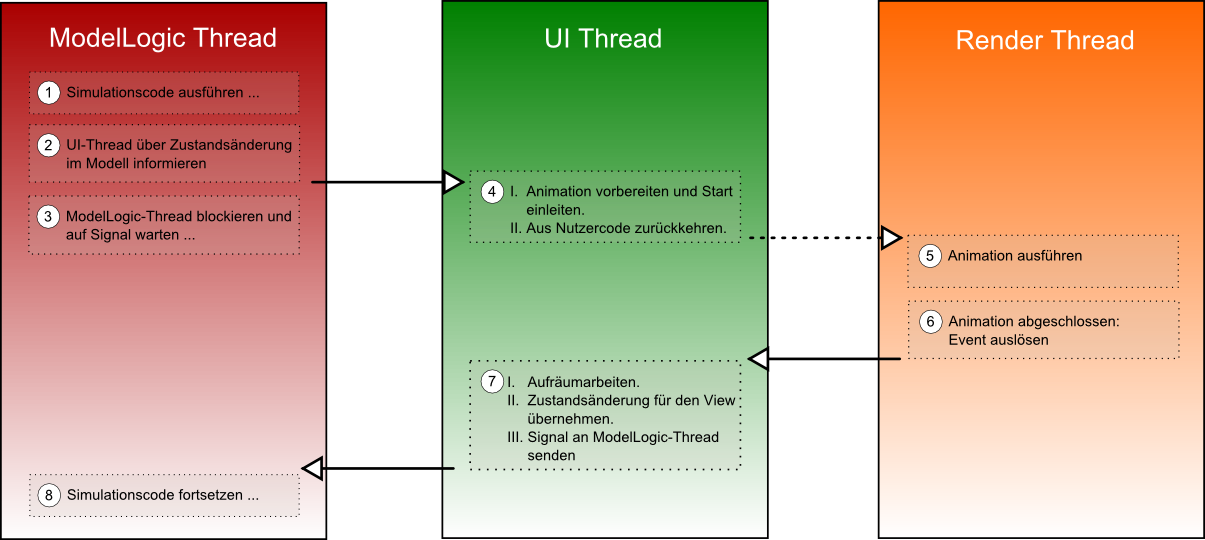 ModelLogic Thread
1 Simulationscode ausführen ...
2 UI-Thread über Zustandsänderung
im Modell informieren
3 ModelLogic-Thread blockieren und
auf Signal warten ...
8 Simulationscode fortsetzen ...
UI Thread
4 I. Animation vorbereiten und Start
einleiten.
II. Aus Nutzercode zurückkehren.
7 I. Aufräumarbeiten.
II. Zustandsänderung für den View
übernehmen.
III. Signal an ModelLogic-Thread
senden
Render Thread
5 Animation ausführen
6 Animation abgeschlossen:
Event auslösen